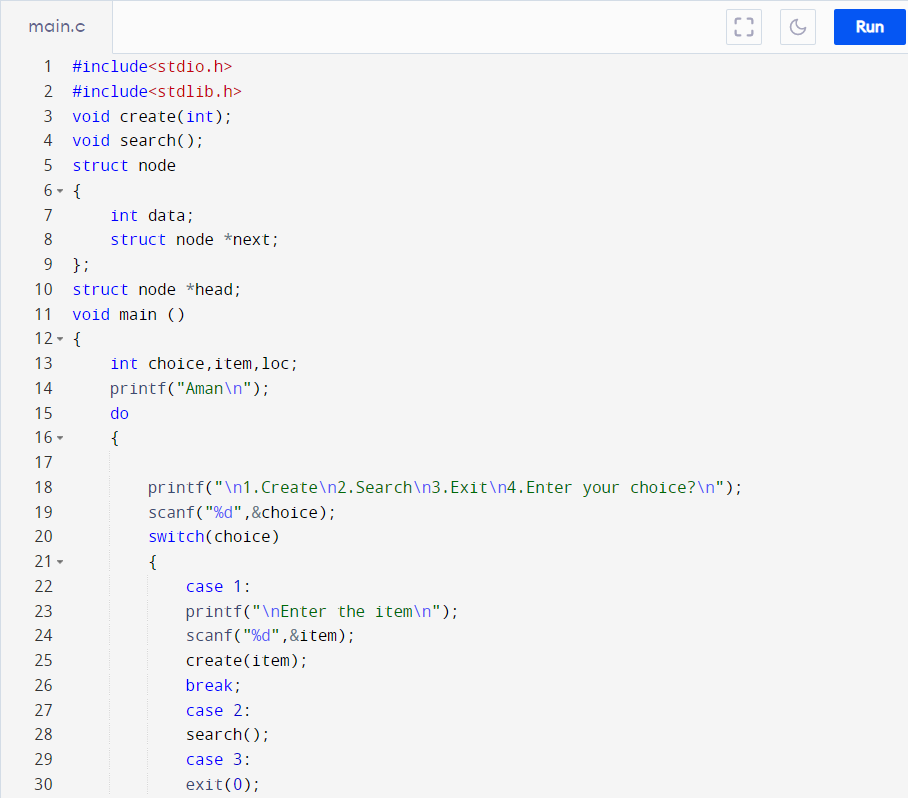 main.c
Run
1 #include<stdio.h>
2 #include<stdlib.h>
3 void create(int);
4 void search();
5 struct node
6 {
7 int data;
8 struct node *next;
9 };
10 struct node *head;
11 void main ()
12 {
13 int choice,item,loc;
14 printf("Aman\n");
15 do
16 {
17
18 printf("\n1.Create\n2.Search\n3.Exit\n4.Enter your choice?\n");
19 scanf("%d",&choice);
20 switch(choice)
21 {
22 case 1:
23 printf("\nEnter the item\n");
24 scanf("%d",&item);
25 create(item);
26 break;
27 case 2:
28 search();
29 case 3:
30 exit(0);